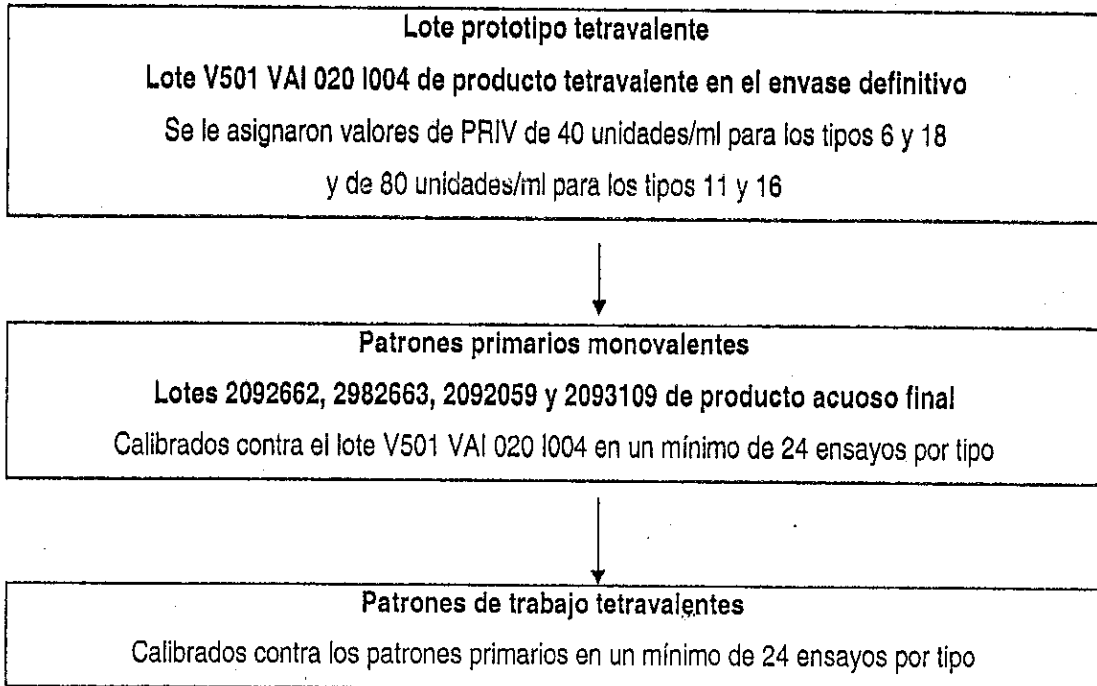 Lote prototipo tetravalente
Lote V501 VAI 020 I004 de producto tetravalente en el envase definitivo
Se le asignaron valores de PRIV de 40 unidades/ml para los tipos 6 y 18
y de 80 unidades/ml para los tipos 11 y 16
Patrones primarios monovalentes
Lotes 2092662, 2982663, 2092059 y 2093109 de producto acuoso final
Calibrados contra el lote V501 VAI 020 I004 en un mínimo de 24 ensayos por tipo
Patrones de trabajo tetravalentes
Calibrados contra los patrones primarios en un mínimo de 24 ensayos por tipo